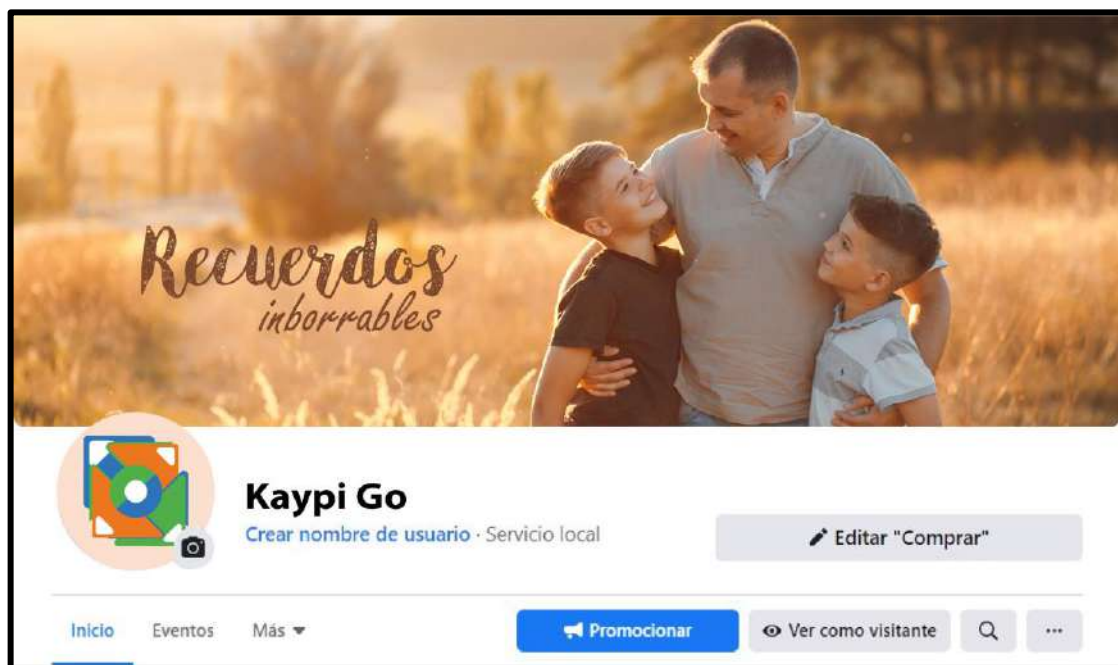 Recuerdos
inborrables
Kaypi Go
Crear nombre de usuario · Servicio local
Editar "Comprar"
Inicio Eventos Más
Promocionar
Ver como visitante